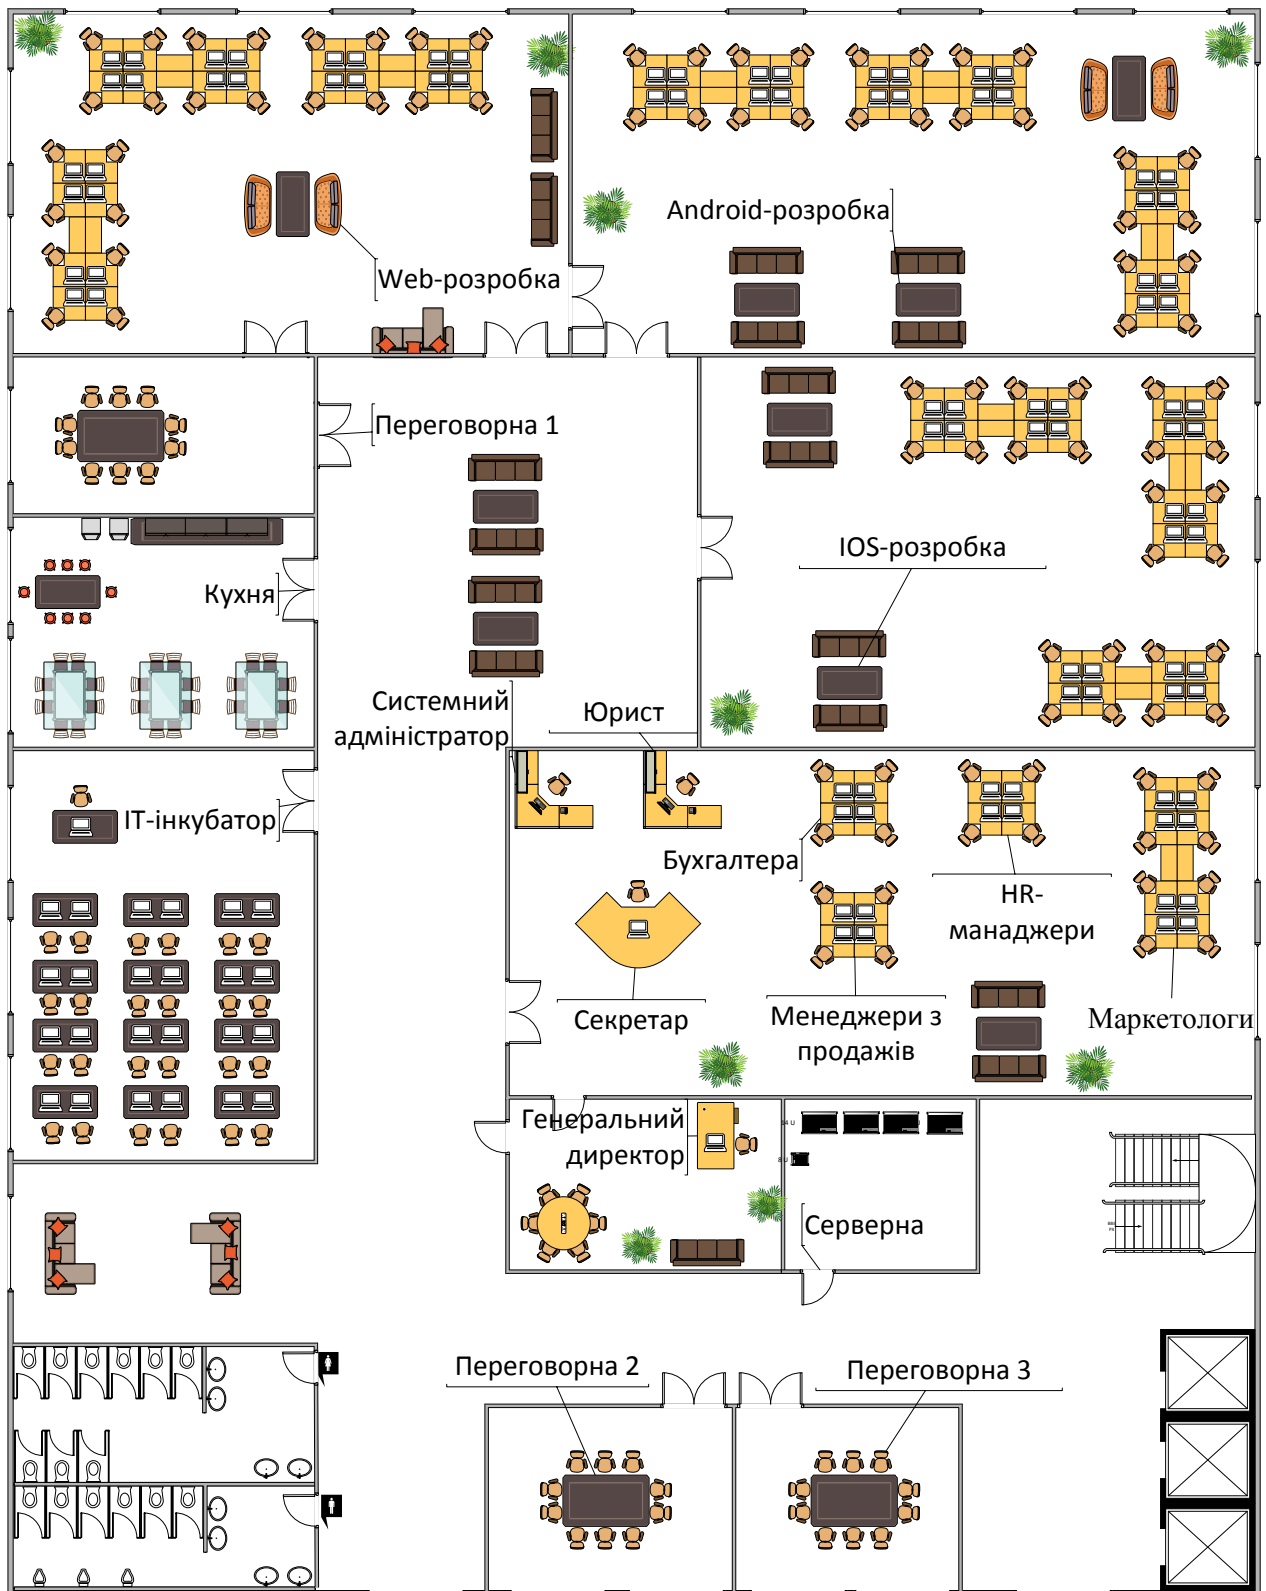 Android-розробка
Web-розробка
Переговорна 1
IOS-розробка
Кухня
Системний
адміністратор
Юрист
ІТ-інкубатор
Бухгалтера
HR-
манаджери
Секретар
Менеджери з
продажів
Маркетологи
Генеральний
директор
Серверна
Переговорна 2
Переговорна 3